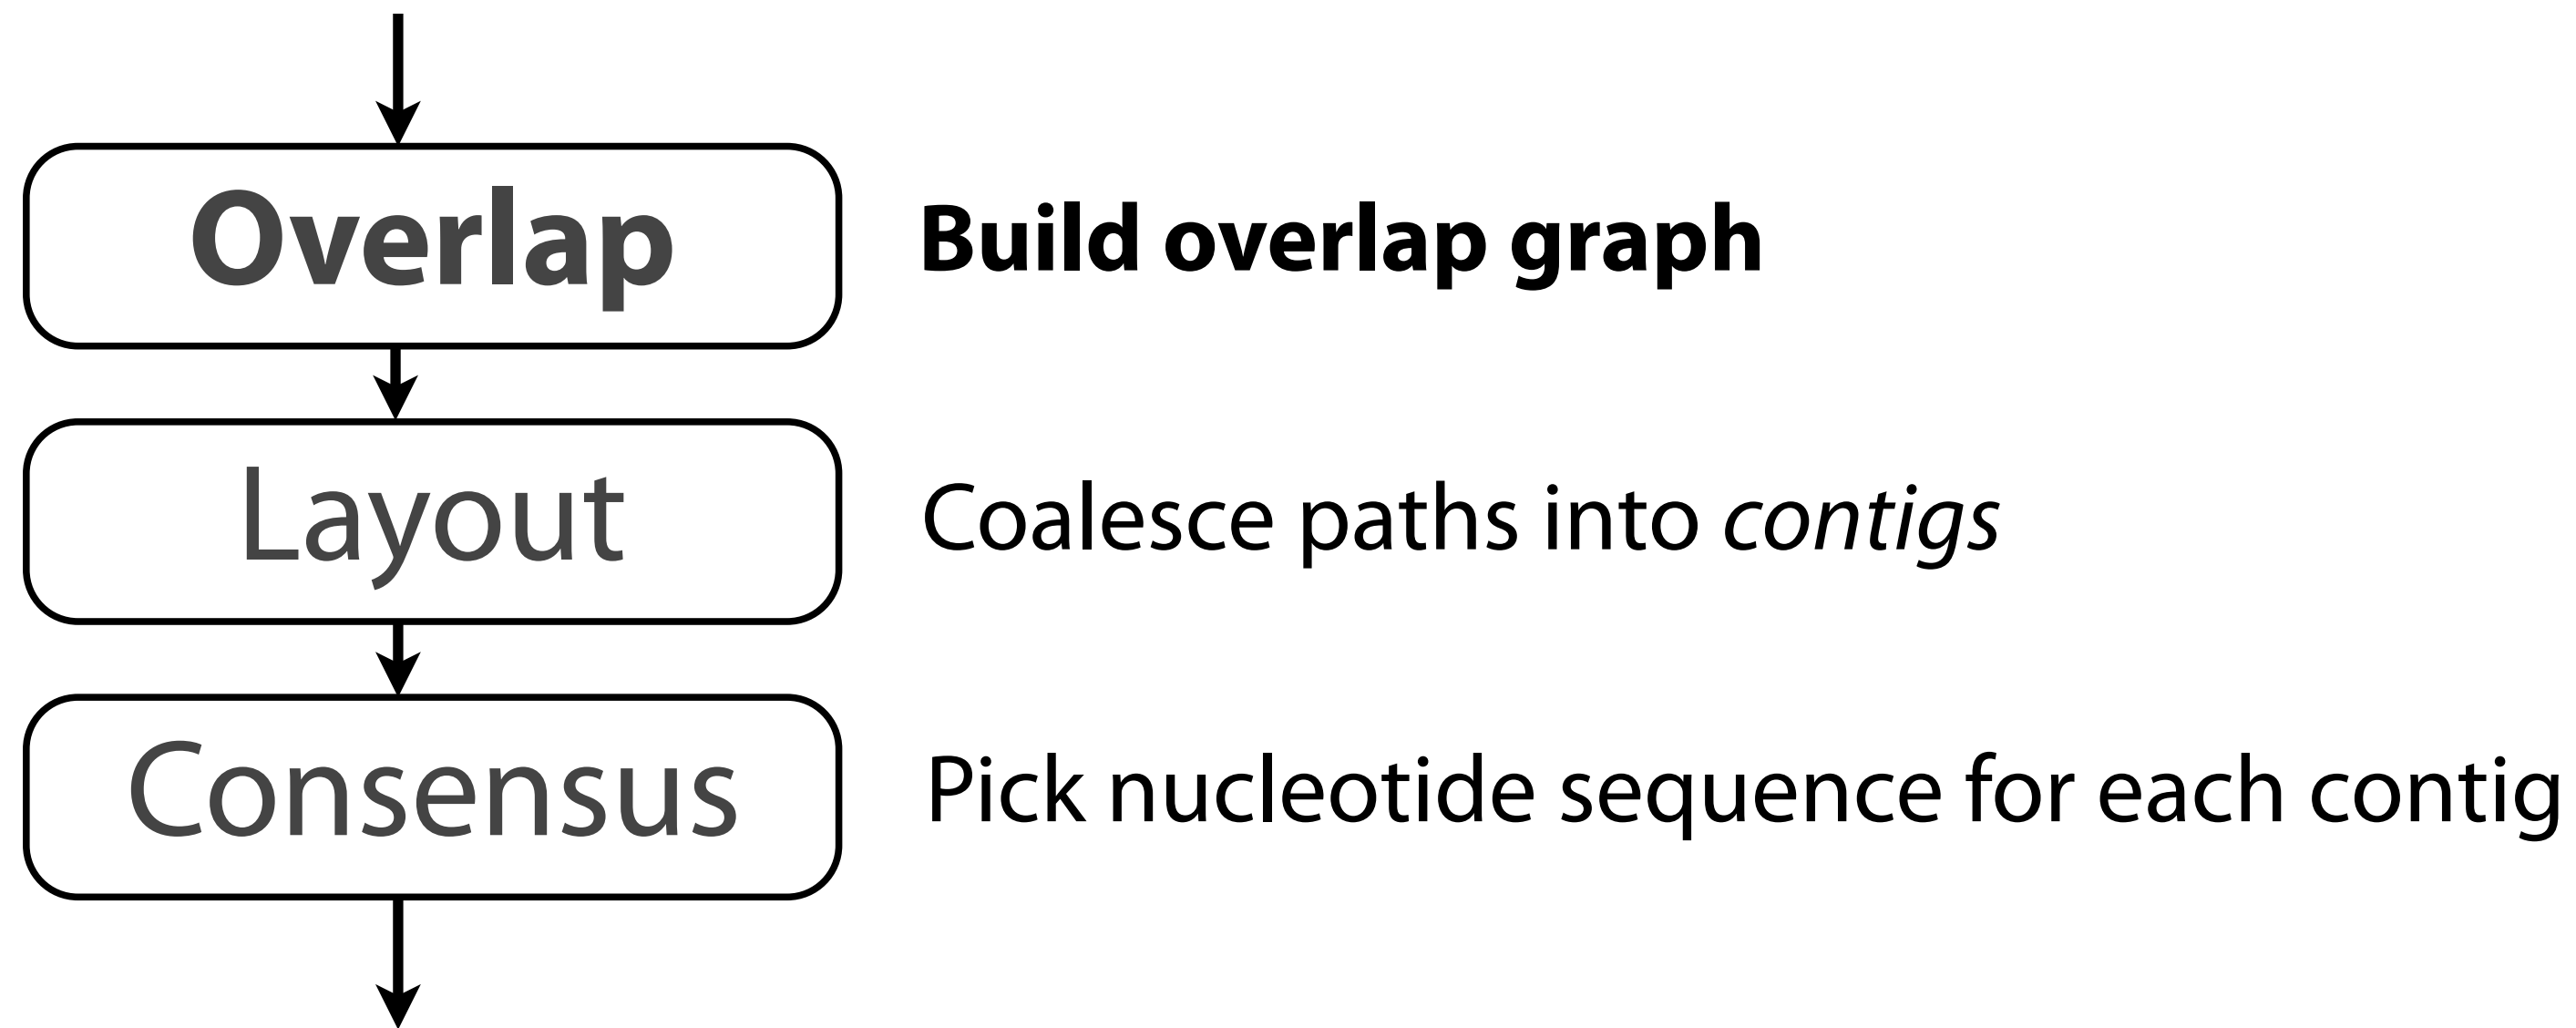 Overlap
Build overlap graph
Layout
Coalesce paths into contigs
Consensus
Pick nucleotide sequence for each contig